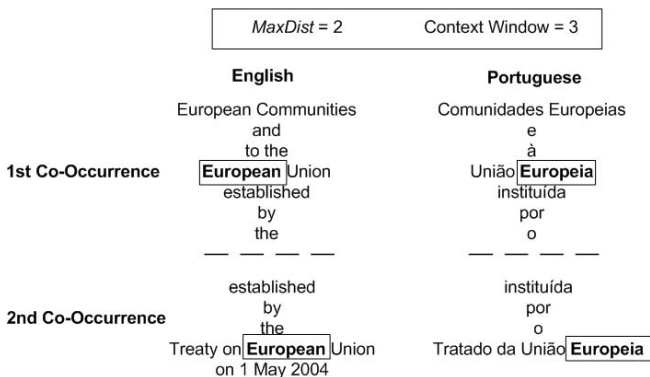 MaxDist = 2 Context Window = 3
English Portuguese
European Communities Comunidades Europeias
and e
to the à
1st Co-Occurrence European Union União Europeia
established instituída
by por
the o
established instituída
by por
2nd Co-Occurrence the o
Treaty on European Union Tratado da União Europeia
on 1 May 2004